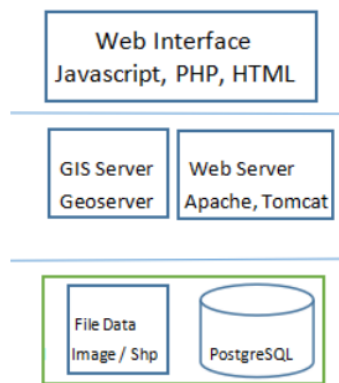 Web Interface
Javascript, PHP, HTML
GIS Server
Geoserver
Web Server
Apache, Tomcat
File Data
Image / Shp
PostgreSQL